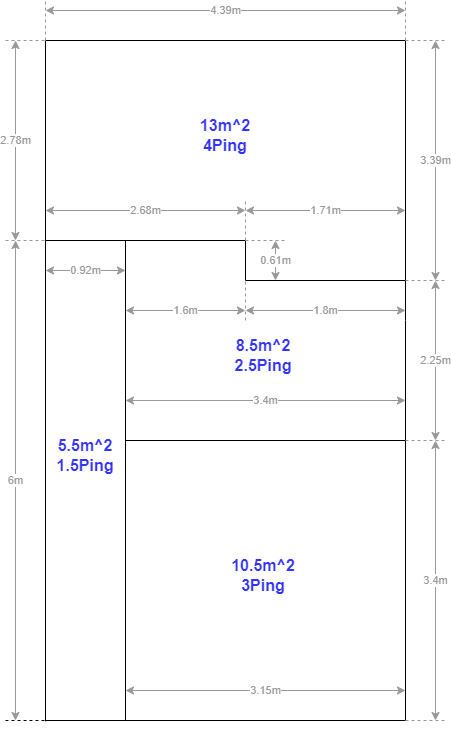 4.39m
13m^2
4Ping
2.78m
3.39m
2.68m
1.71m
0.61m
0.92m
1.6m
1.8m
8.5m^2
2.5Ping
2.25m
3.4m
5.5m^2
1.5Ping
6m
10.5m^2
3Ping
3.4m
3.15m